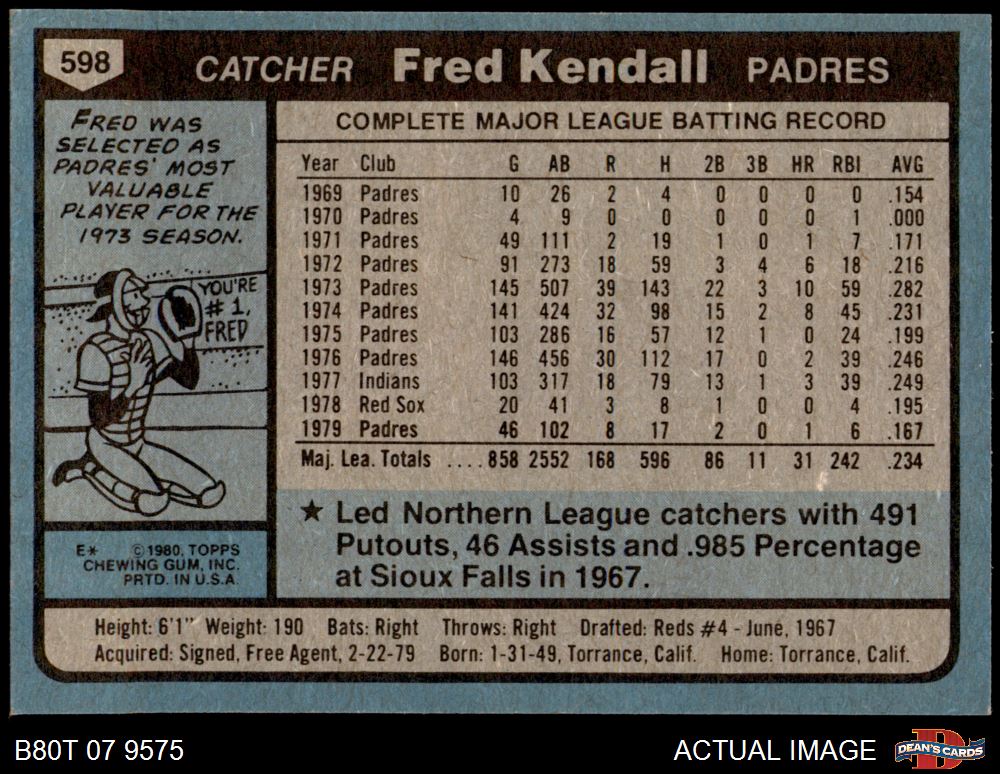 598 CATCHER Fred Kendall PADRES
FRED WAS
SELECTED AS
PADRES' MOST
VALUABLE
PLAYER FOR THE
1973 SEASON.
YOU'RE
# 1,
FRED
E* ©1980, TOPPS
CHEWING GUM, INC.
PRTD. IN U.S.A.
COMPLETE MAJOR LEAGUE BATTING RECORD
Year Club G AB R H 2B 3B HR RBI AVG
1969 Padres 10 26 2 4 0 0 0 0 .154
1970 Padres 4 9 0 0 0 0 0 1 .000
1971 Padres 49 111 2 19 1 0 1 7 .171
1972 Padres 91 273 18 59 3 4 6 18 .216
1973 Padres 145 507 39 143 22 3 10 59 .282
1974 Padres 141 424 32 98 15 2 8 45 .231
1975 Padres 103 286 16 57 12 1 0 24 .199
1976 Padres 146 456 30 112 17 0 2 39 .246
1977 Indians 103 317 18 79 13 1 3 39 .249
1978 Red Sox 20 41 3 8 1 0 0 4 .195
1979 Padres 46 102 8 17 2 0 1 6 .167
Maj. Lea. Totals ....858 2552 168 596 86 11 31 242 .234
★ Led Northern League catchers with 491
Putouts, 46 Assists and .985 Percentage
at Sioux Falls in 1967.
Height: 6'1" Weight: 190 Bats: Right Throws: Right Drafted: Reds #4 - June, 1967
Acquired: Signed, Free Agent, 2-22-79 Born: 1-31-49, Torrance, Calif. Home: Torrance, Calif.
B80T 07 9575 ACTUAL IMAGE D DEAN'S CARDS